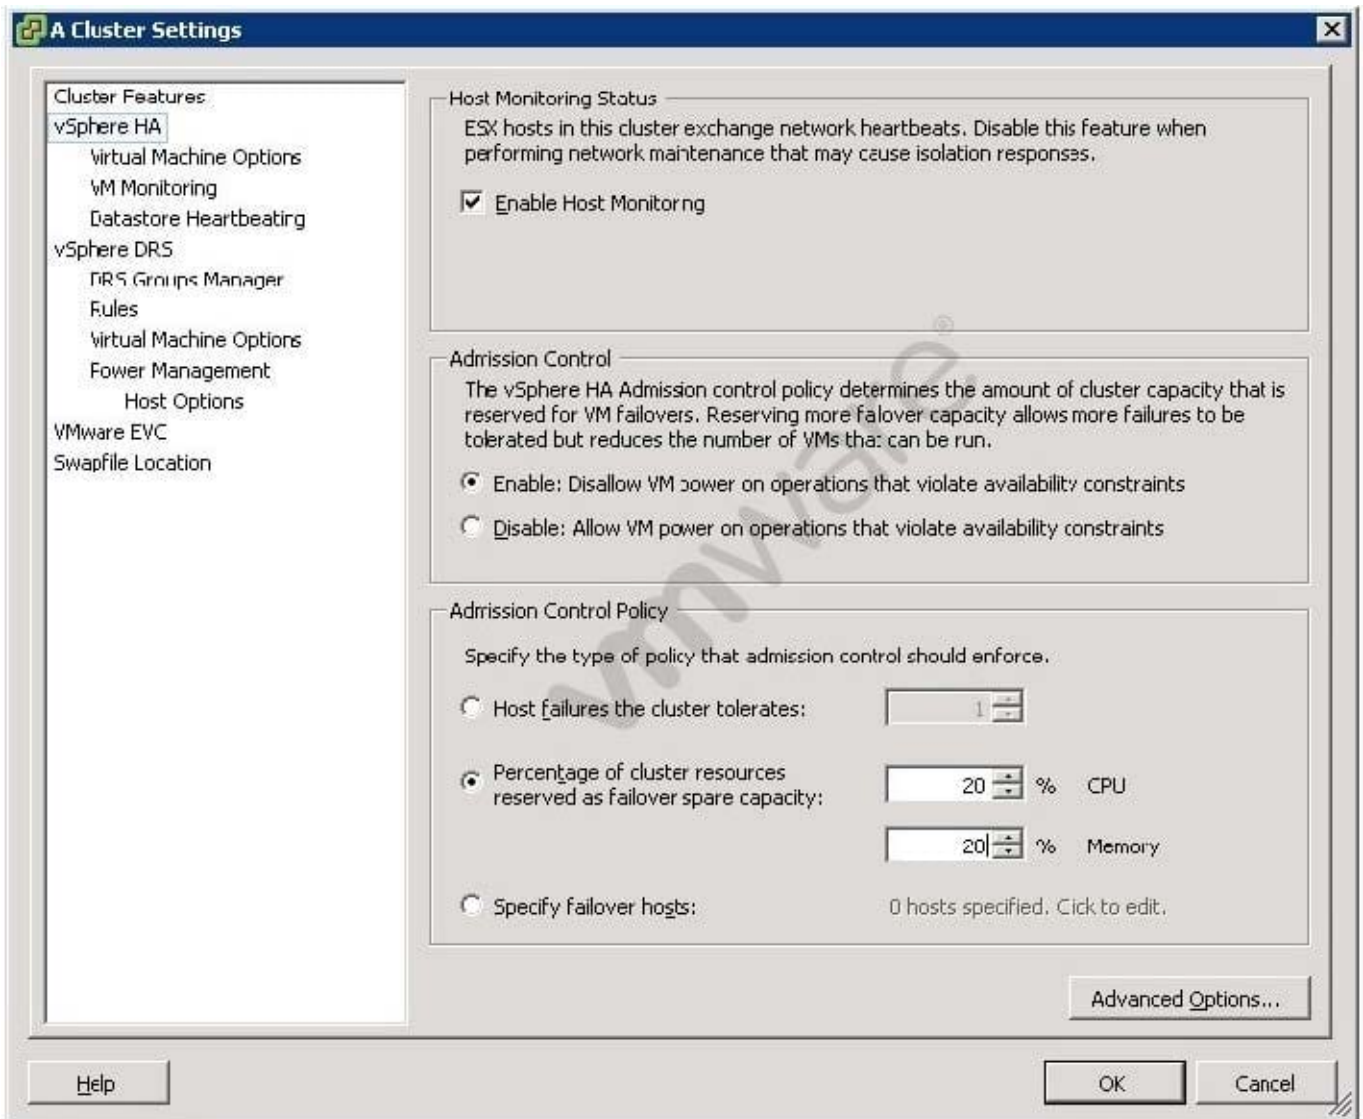 A Cluster Settings
Cluster Features
vSphere HA
Virtual Machine Options
VM Monitoring
Datastore Heartbeating
vSphere DRS
DRS Groups Manager
Rules
Virtual Machine Options
Power Management
Host Options
VMware EVC
Swapfile Location
Host Monitoring Status
ESX hosts in this cluster exchange network heartbeats. Disable this feature when
performing network maintenance that may cause isolation responses.
Enable Host Monitorng
Admission Control
The vSphere HA Admission control policy determines the amount of cluster capacity that is
reserved for VM failovers. Reserving more failover capacity allows more failures to be
tolerated but reduces the number of VMs that can be run.
Enable: Disallow VM power on operations that violate availability constraints
Disable: Allow VM power on operations that violate availability constraints
Admission Control Policy
Specify the type of policy that admission control should enforce.
Host failures the cluster tolerates: 1
Percentage of cluster resources
reserved as failover spare capacity:
20 % CPU
20 % Memory
Specify failover hosts: 0 hosts specified. Cick to edit.
Advanced Options...
Help
OK
Cancel
vmware®